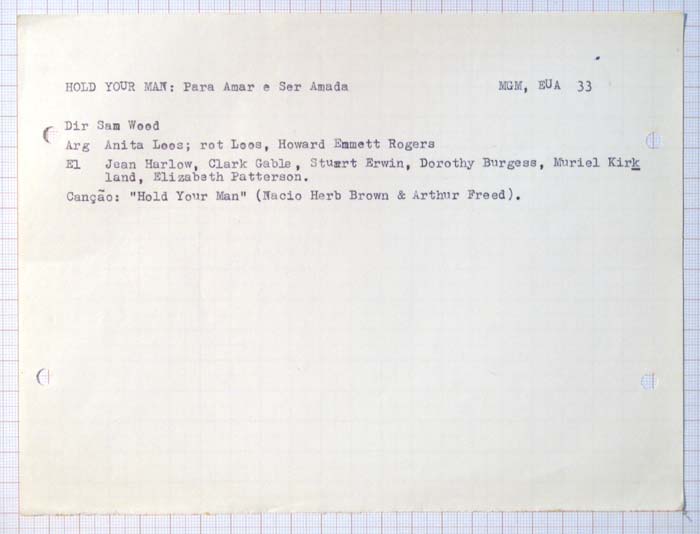 HOLD YOUR MAN: Para Amar e Ser Amada MGM, EUA 33
Dir Sam Wood
Arg Anita Loos; rot Loos, Howard Emmett Rogers
El Jean Harlow, Clark Gable, Stuart Erwin, Dorothy Burgess, Muriel Kirk
land, Elizabeth Patterson.
Canção: "Hold Your Man" (Nacio Herb Brown & Arthur Freed).